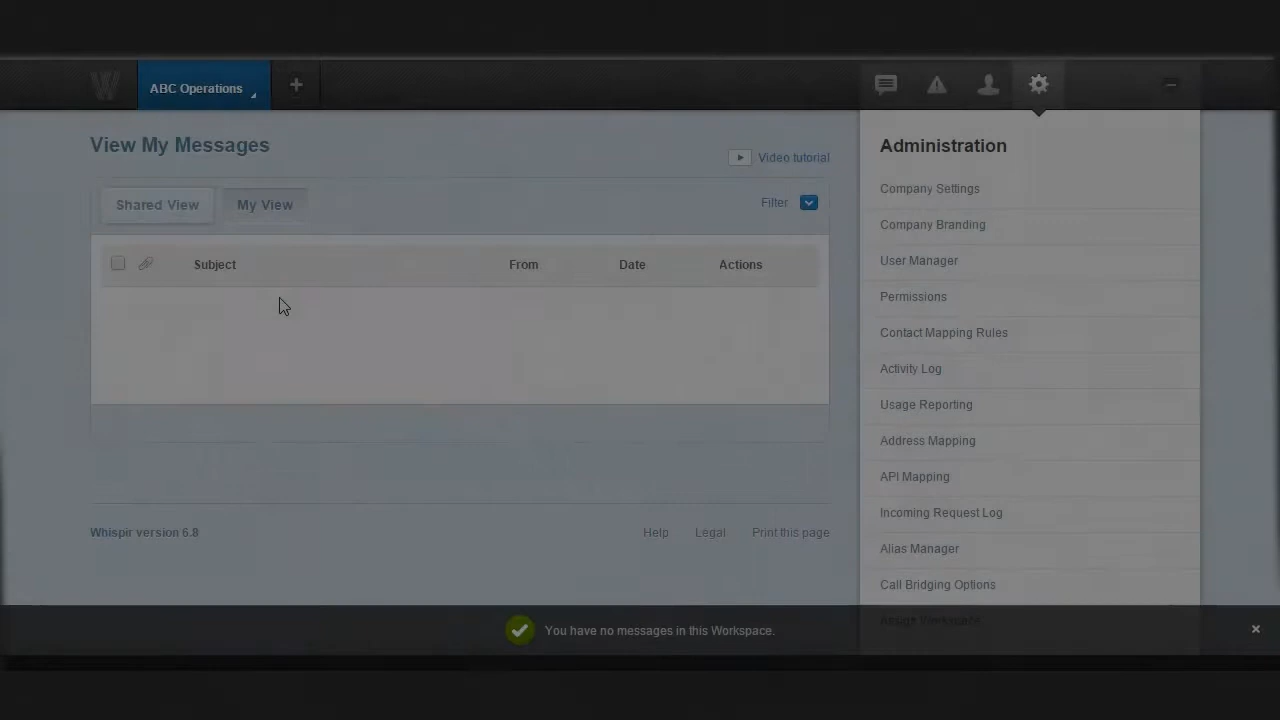 W
ABC Operations
+
View My Messages
Video tutorial
Shared View
My View
Filter
Subject
From
Date
Actions
Whispir version 6.8
Help
Legal
Print this page
Administration
Company Settings
Company Branding
User Manager
Permissions
Contact Mapping Rules
Activity Log
Usage Reporting
Address Mapping
API Mapping
Incoming Request Log
Alias Manager
Call Bridging Options
Assign Workspace
You have no messages in this Workspace.